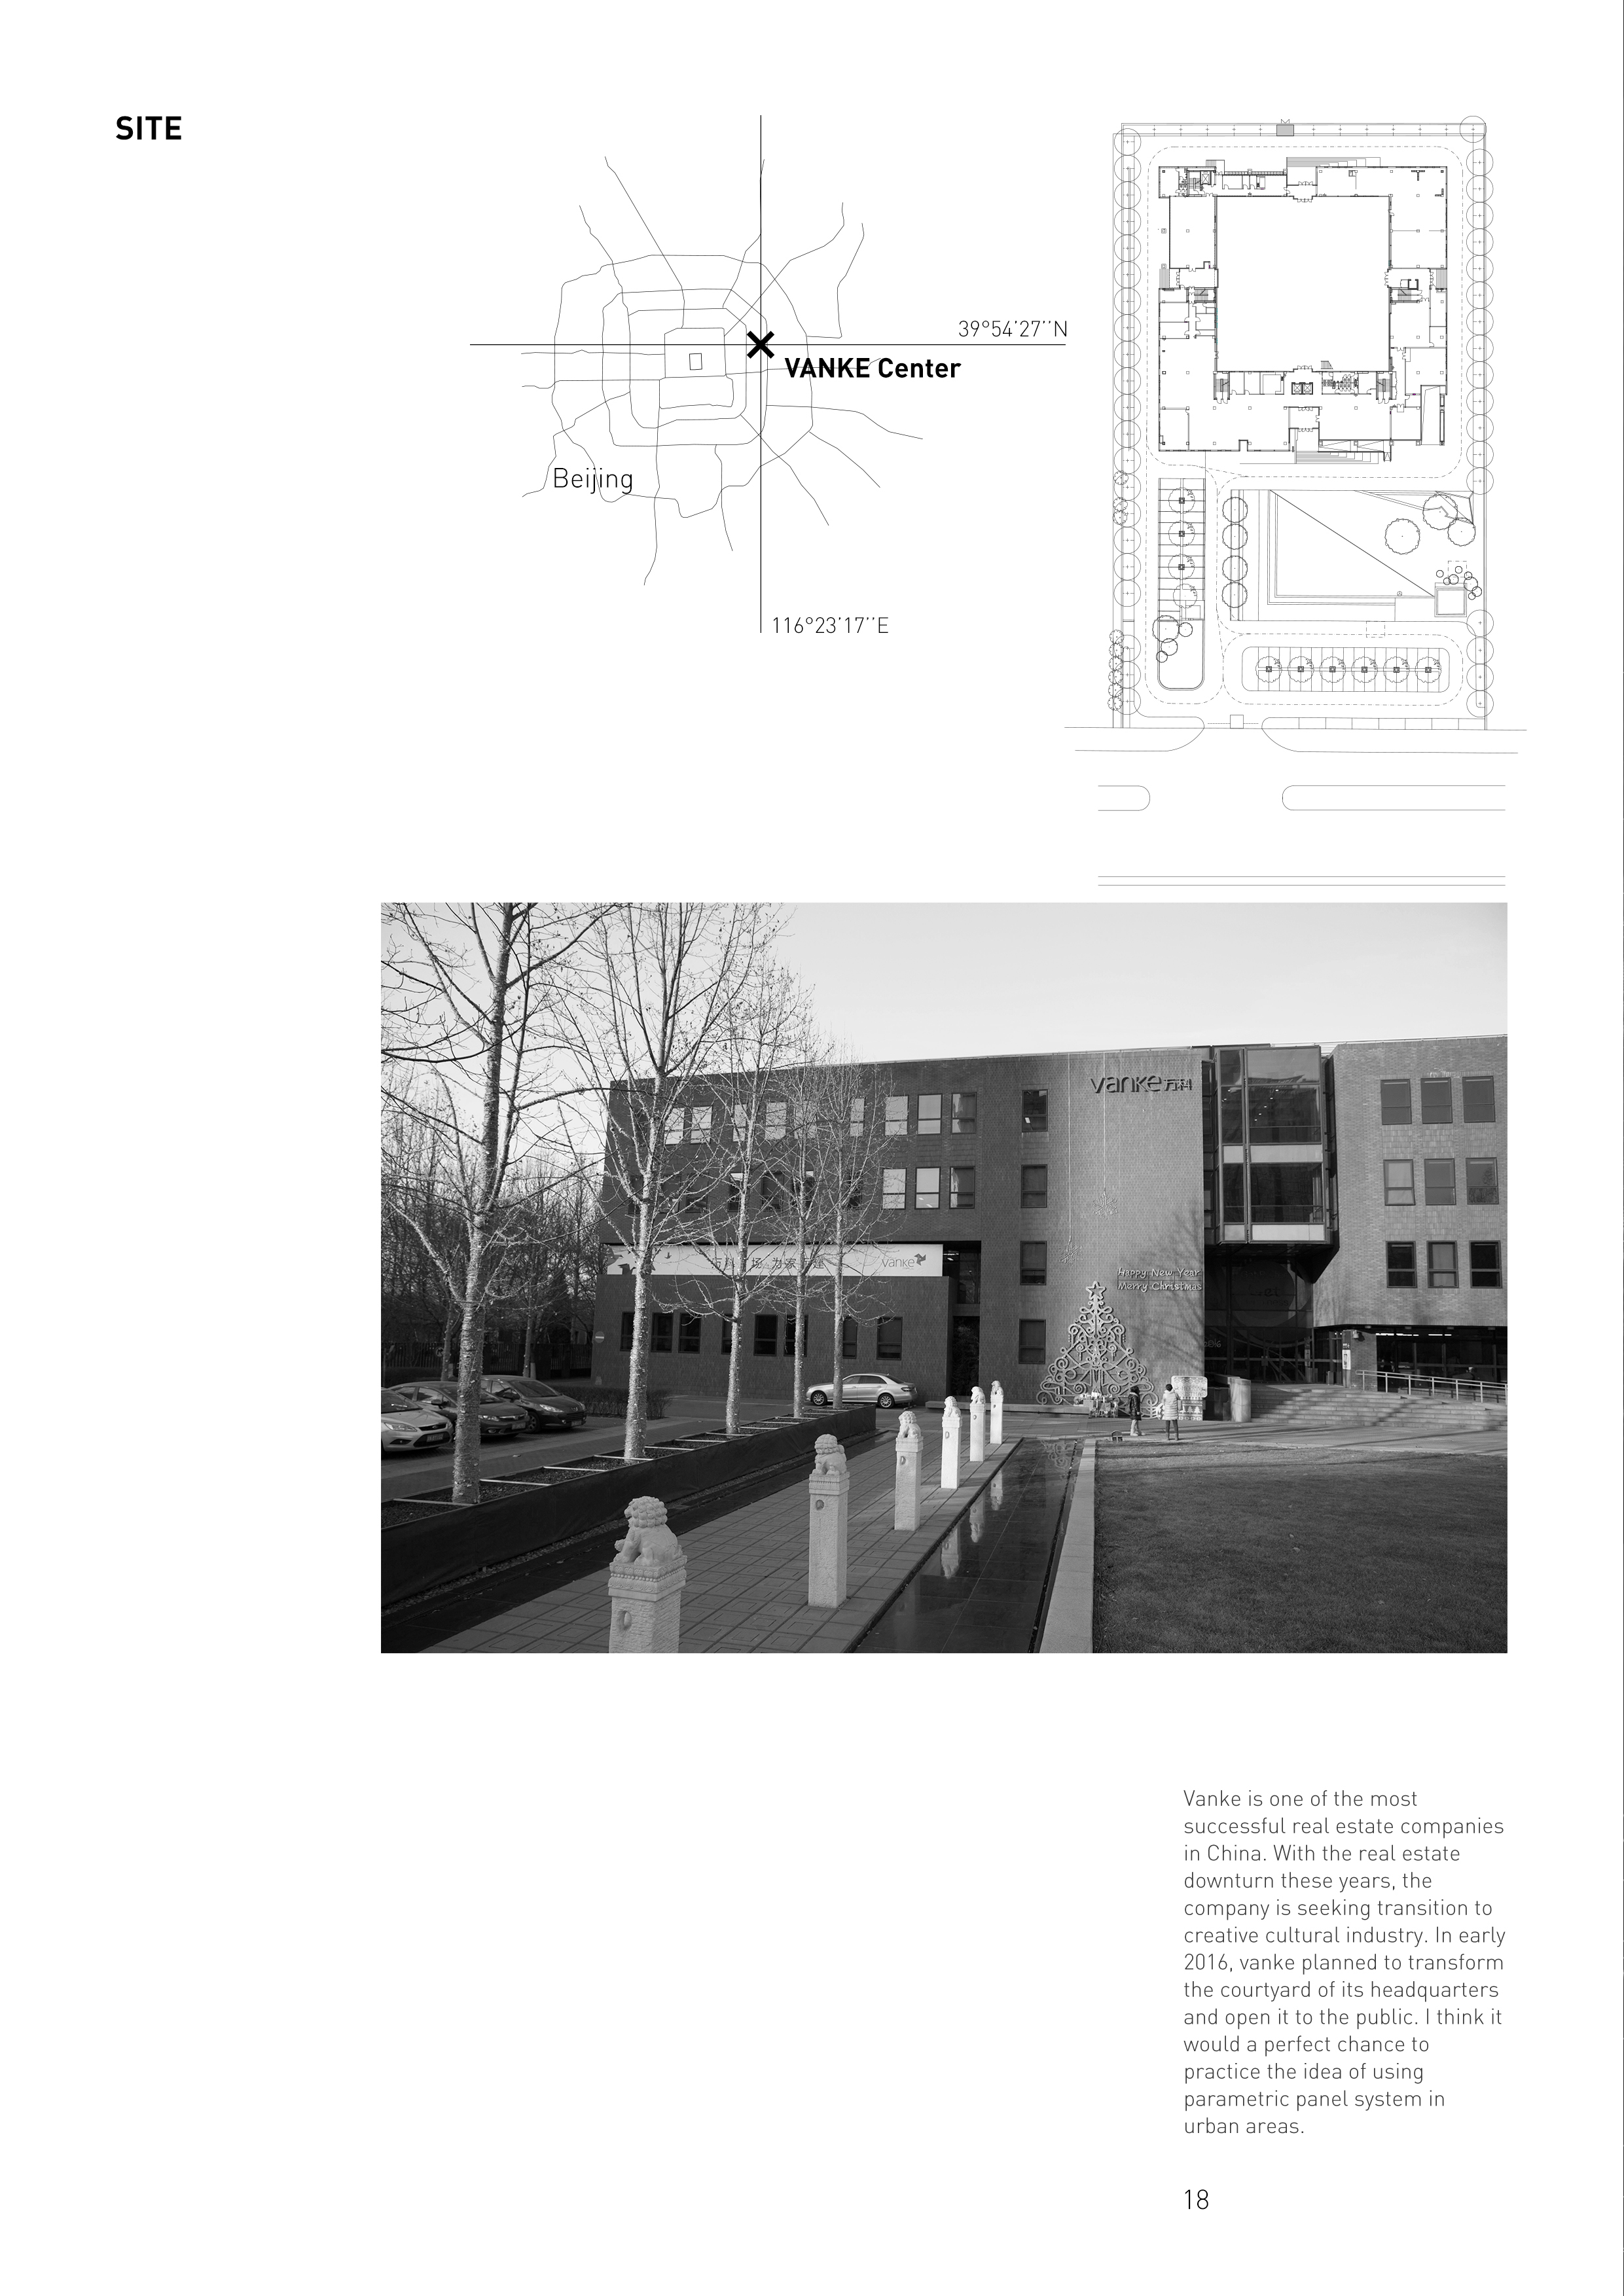 SITE
39°54'27''N
VANKE Center
Beijing
116°23'17''E
vanke万科
vanke
Happy New Year
Merry Christmas
Vanke is one of the most
successful real estate companies
in China. With the real estate
downturn these years, the
company is seeking transition to
creative cultural industry. In early
2016, vanke planned to transform
the courtyard of its headquarters
and open it to the public. I think it
would a perfect chance to
practice the idea of using
parametric panel system in
urban areas.
18